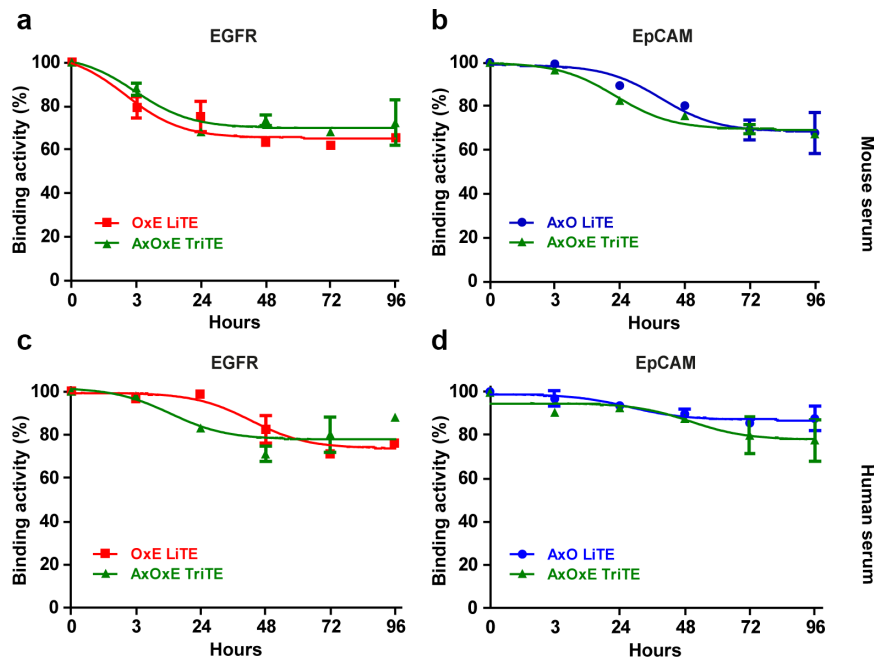 a
EGFR
Binding activity (%)
100
80
60
40
20
0
OxE LiTE
AxOxE TriTE
0 3 24 48 72 96
Hours
b
EpCAM
Binding activity (%)
100
80
60
40
20
0
AxO LiTE
AxOxE TriTE
0 3 24 48 72 96
Hours
Mouse serum
c
EGFR
Binding activity (%)
100
80
60
40
20
0
OxE LiTE
AxOxE TriTE
0 3 24 48 72 96
Hours
d
EpCAM
Binding activity (%)
100
80
60
40
20
0
AxO LiTE
AxOxE TriTE
0 3 24 48 72 96
Hours
Human serum